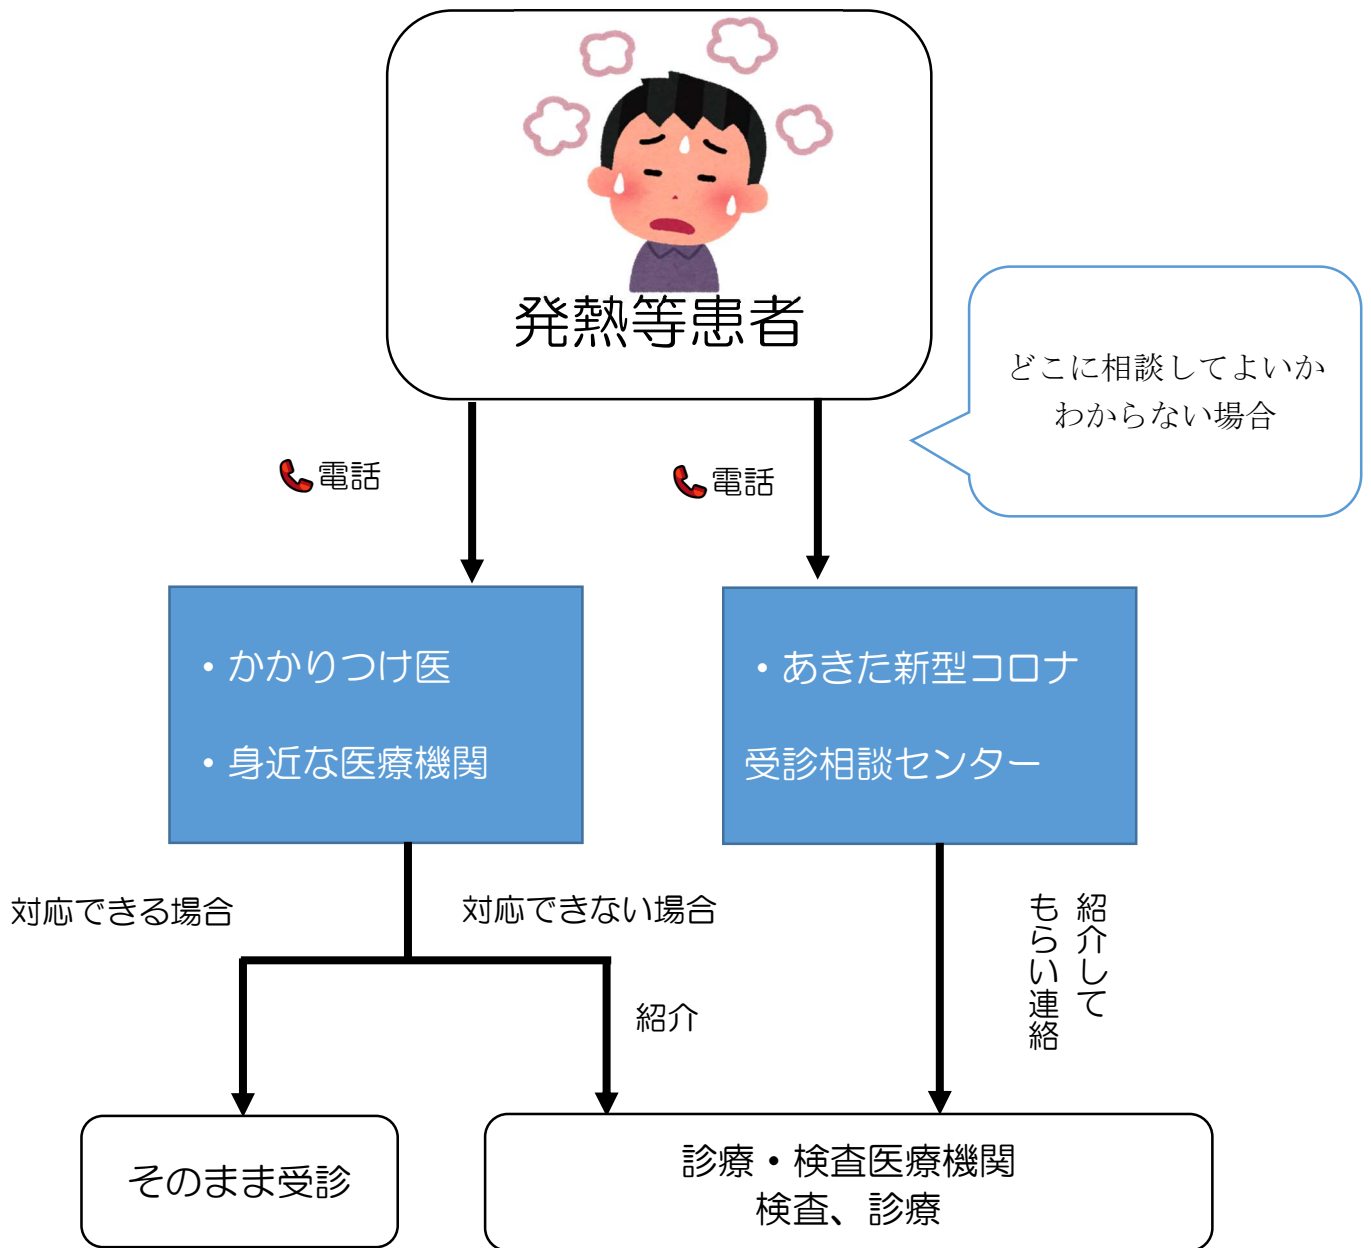 発熱等患者
どこに相談してよいか
わからない場合
電話
電話
・かかりつけ医
・身近な医療機関
・あきた新型コロナ
受診相談センター
対応できる場合
対応できない場合
紹介
紹介して
もらい連絡
そのまま受診
診療・検査医療機関
検査、診療